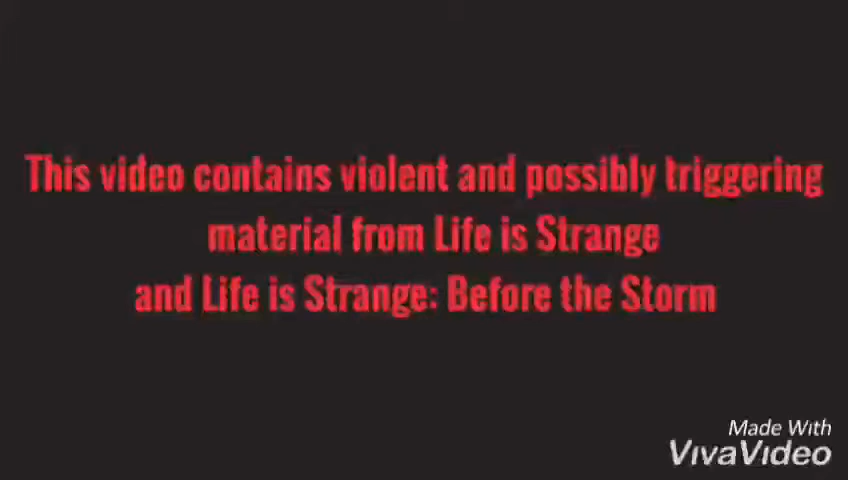 This video contains violent and possibly triggering
material from Life is Strange
and Life is Strange: Before the Storm
Made With
VivaVideo